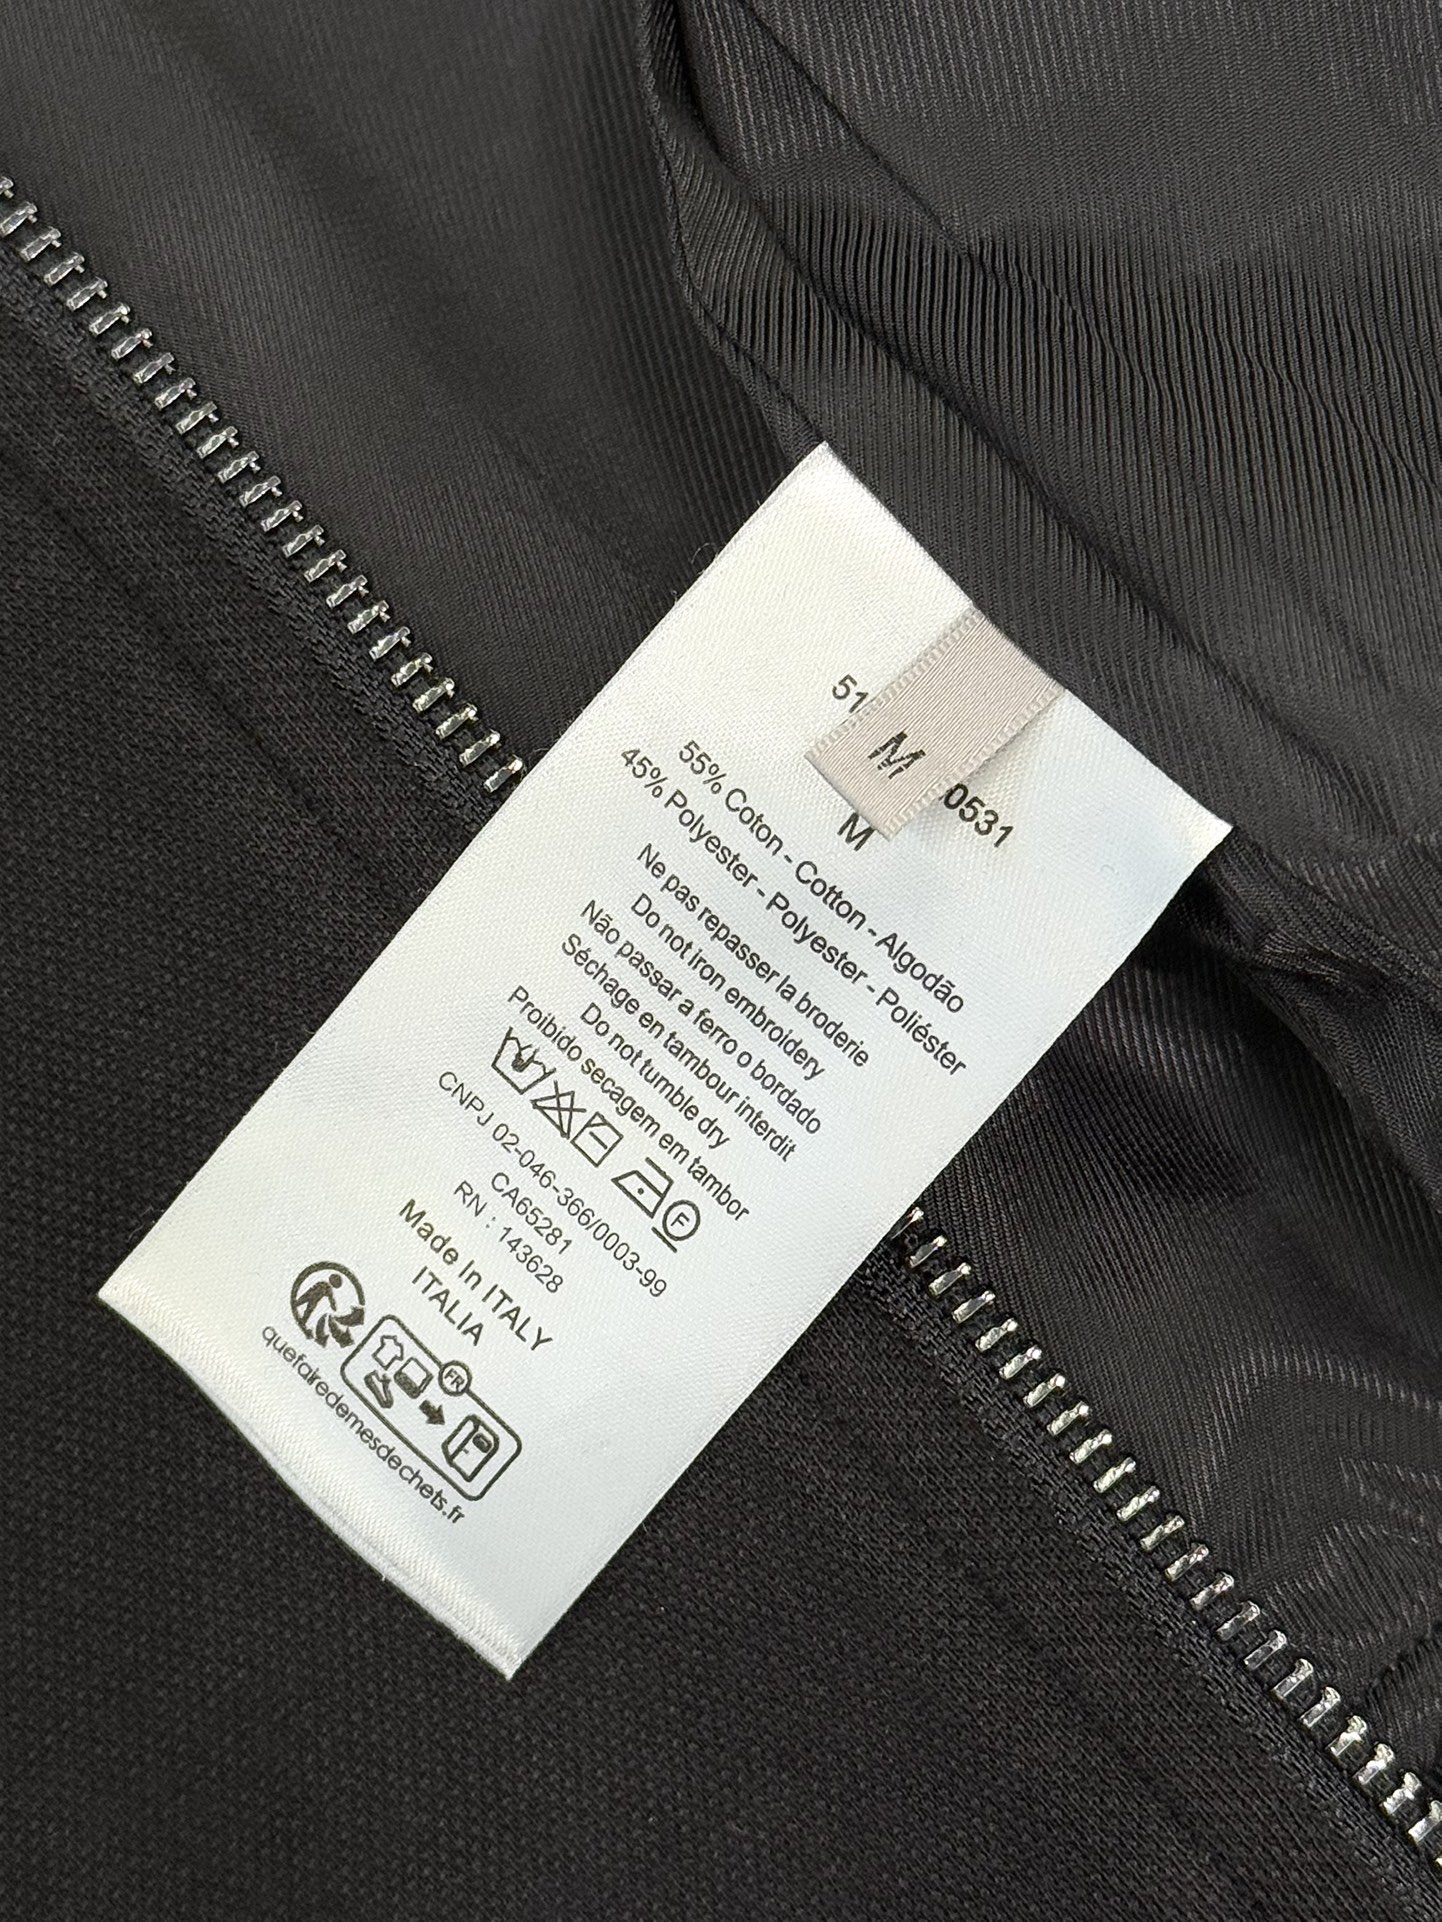 M
51
0531
M
55% Coton - Cotton - Algodão
45% Polyester - Polyester - Poliéster
Ne pas repasser la broderie
Do not iron embroidery
Não passar a ferro o bordado
Séchage en tambour interdit
Do not tumble dry
Proibido secagem em tambor
F
CNPJ 02-046-366/0003-99
CA65281
RN : 143628
Made In ITALY
ITALIA
FR
quefairedemesdechets.fr